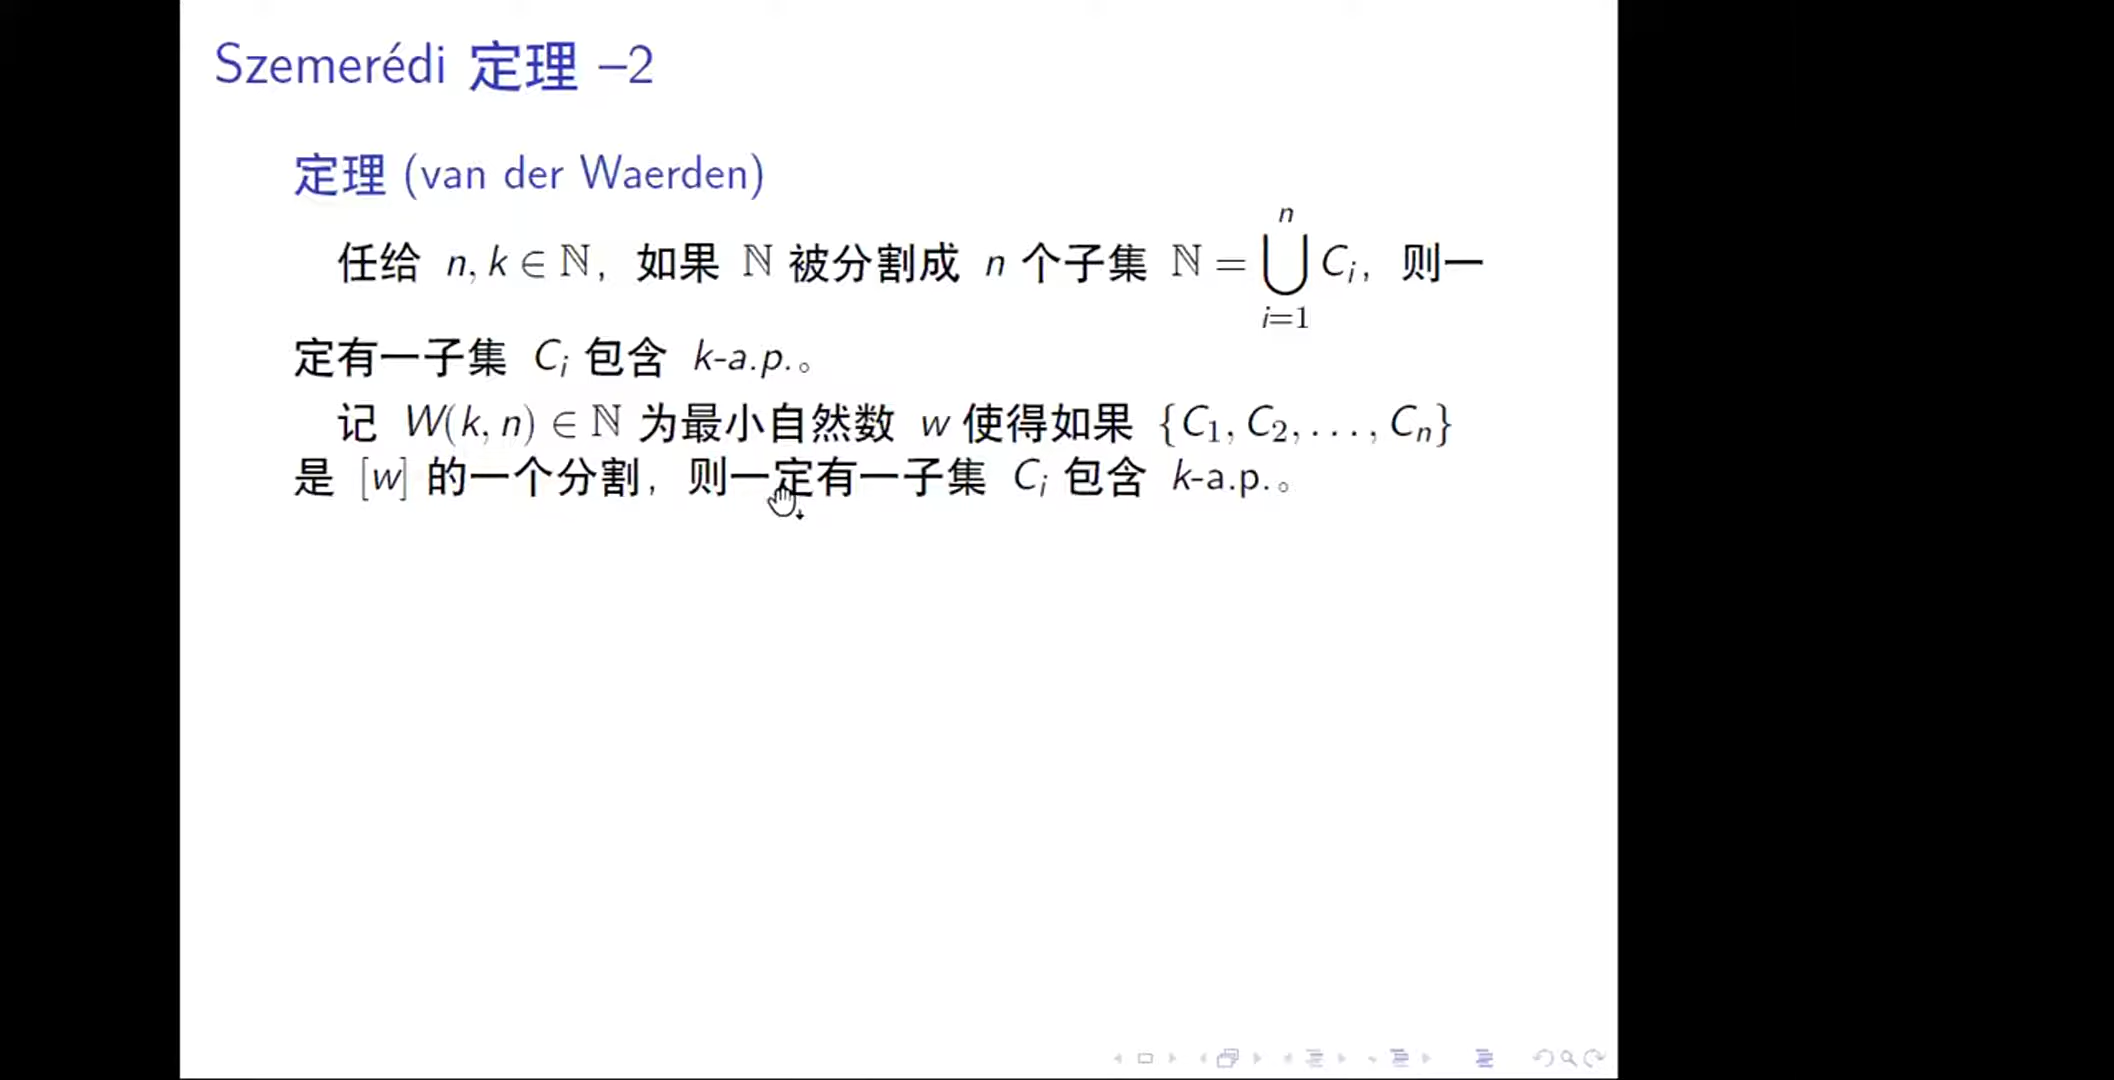 Szemerédi 定理 –2
定理 (van der Waerden)
任给 n, k ∈ ℕ, 如果 ℕ 被分割成 n 个子集 ℕ = ⋃_{i=1}^{n} C_i, 则一
定有一子集 C_i 包含 k-a.p.。
记 W(k, n) ∈ ℕ 为最小自然数 w 使得如果 {C_1, C_2, . . . , C_n}
是 [w] 的一个分割, 则一定有一子集 C_i 包含 k-a.p.。